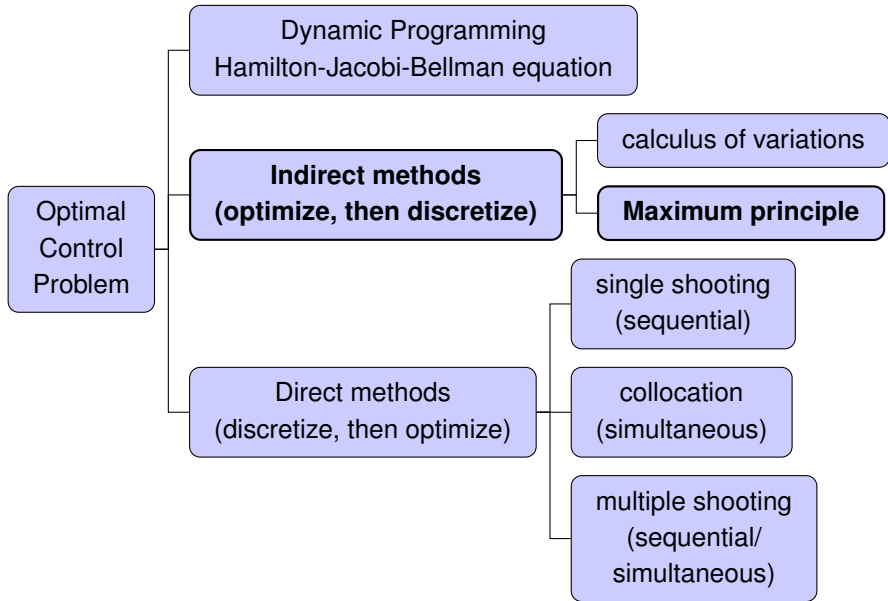 Dynamic Programming
Hamilton-Jacobi-Bellman equation
calculus of variations
Indirect methods
(optimize, then discretize)
Maximum principle
Optimal
Control
Problem
single shooting
(sequential)
Direct methods
(discretize, then optimize)
collocation
(simultaneous)
multiple shooting
(sequential/
simultaneous)